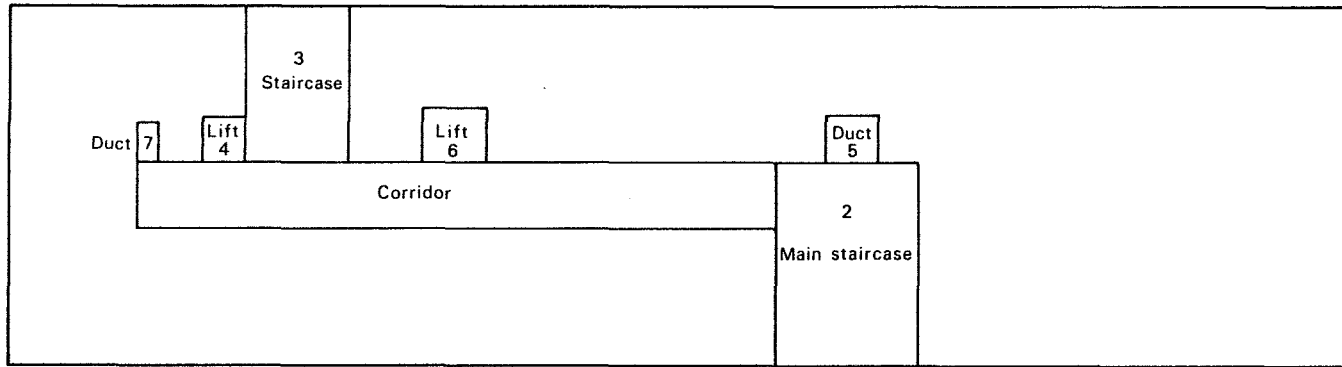 3
Staircase
Duct 7
Lift
4
Lift
6
Duct
5
Corridor
2
Main staircase